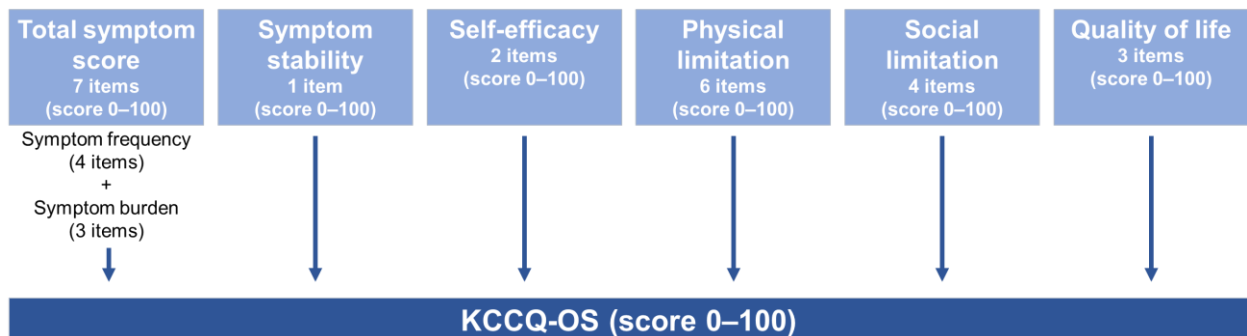 Total symptom
score
7 items
(score 0–100)
Symptom
stability
1 item
(score 0–100)
Self-efficacy
2 items
(score 0–100)
Physical
limitation
6 items
(score 0–100)
Social
limitation
4 items
(score 0–100)
Quality of life
3 items
(score 0–100)
Symptom frequency
(4 items)
+
Symptom burden
(3 items)
KCCQ-OS (score 0–100)